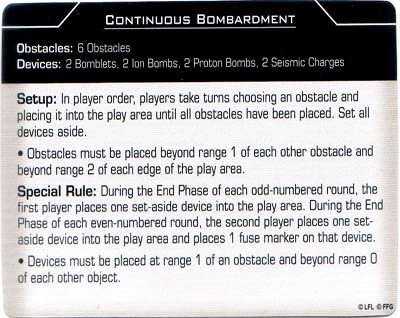 Continuous Bombardment
Obstacles: 6 Obstacles
Devices: 2 Bomblets, 2 Ion Bombs, 2 Proton Bombs, 2 Seismic Charges
Setup: In player order, players take turns choosing an obstacle and
placing it into the play area until all obstacles have been placed. Set all
devices aside.
• Obstacles must be placed beyond range 1 of each other obstacle and
beyond range 2 of each edge of the play area.
Special Rule: During the End Phase of each odd-numbered round, the
first player places one set-aside device into the play area. During the End
Phase of each even-numbered round, the second player places one set-
aside device into the play area and places 1 fuse marker on that device.
• Devices must be placed at range 1 of an obstacle and beyond range 0
of each other object.
©LFL ©FFG